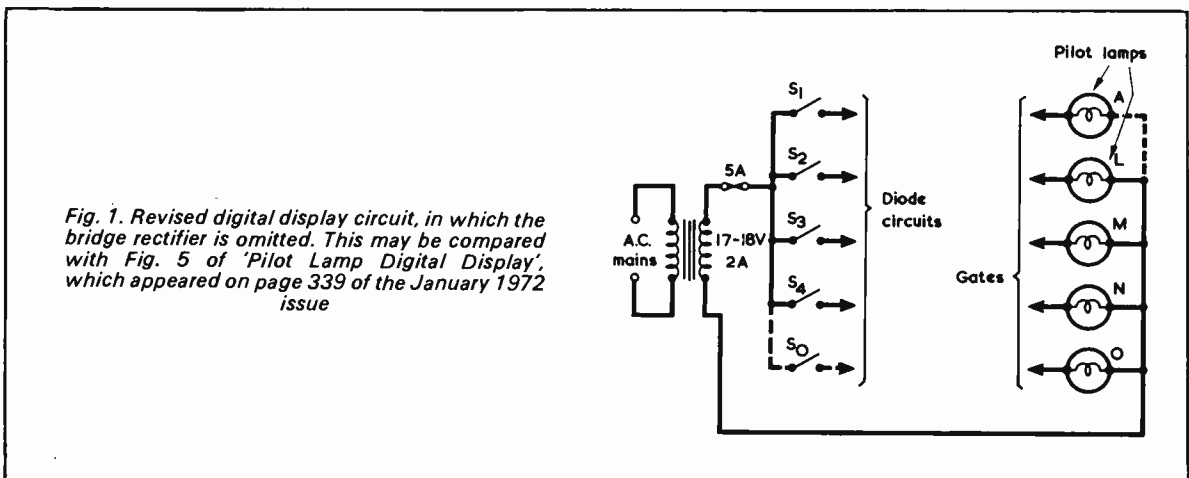 Fig. 1. Revised digital display circuit, in which the
bridge rectifier is omitted. This may be compared
with Fig. 5 of 'Pilot Lamp Digital Display',
which appeared on page 339 of the January 1972
issue
A.C.
mains
5A
17-18V
2A
S1
S2
S3
S4
SO
Diode
circuits
Gates
Pilot lamps
A
L
M
N
O